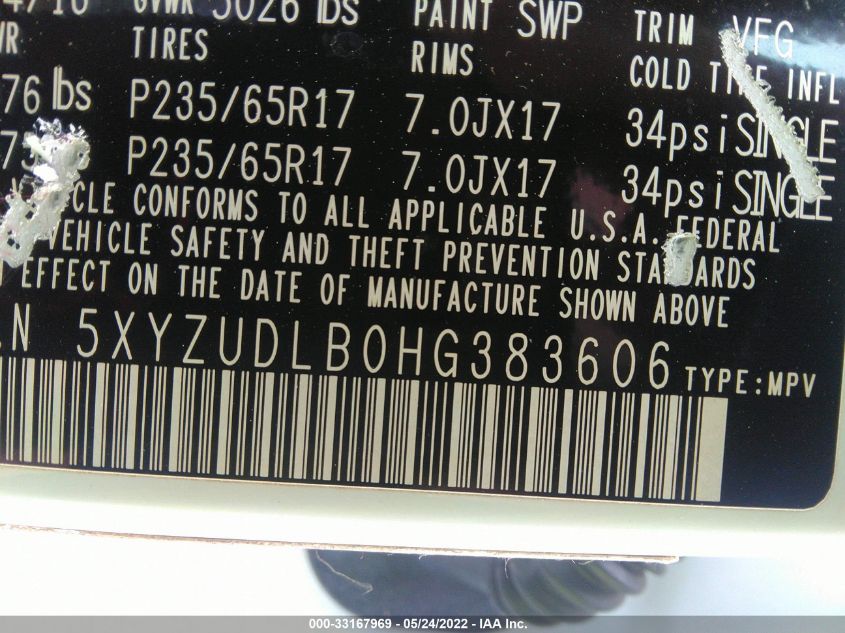 GVWR 5026 lbs PAINT SWP TRIM VFG
TIRES RIMS COLD TIRE INFL
76 lbs P235/65R17 7.0JX17 34psi SINGLE
P235/65R17 7.0JX17 34psi SINGLE
CONFORMS TO ALL APPLICABLE U.S.A. FEDERAL
VEHICLE SAFETY AND THEFT PREVENTION STANDARDS
EFFECT ON THE DATE OF MANUFACTURE SHOWN ABOVE
5XYZUDLB0HG383606 TYPE:MPV
000-33167969 - 05/24/2022 - IAA Inc.